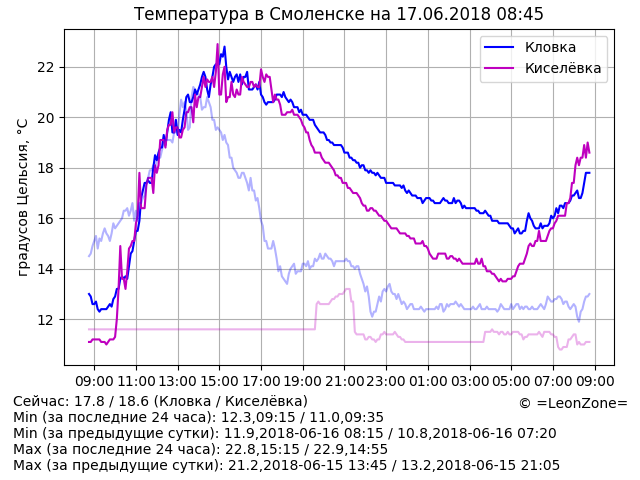 Температура в Смоленске на 17.06.2018 08:45
Кловка
Киселёвка
градусов Цельсия, °C
22
20
18
16
14
12
09:00 11:00 13:00 15:00 17:00 19:00 21:00 23:00 01:00 03:00 05:00 07:00 09:00
Сейчас: 17.8 / 18.6 (Кловка / Киселёвка)
© =LeonZone=
Min (за последние 24 часа): 12.3,09:15 / 11.0,09:35
Min (за предыдущие сутки): 11.9,2018-06-16 08:15 / 10.8,2018-06-16 07:20
Max (за последние 24 часа): 22.8,15:15 / 22.9,14:55
Max (за предыдущие сутки): 21.2,2018-06-15 13:45 / 13.2,2018-06-15 21:05